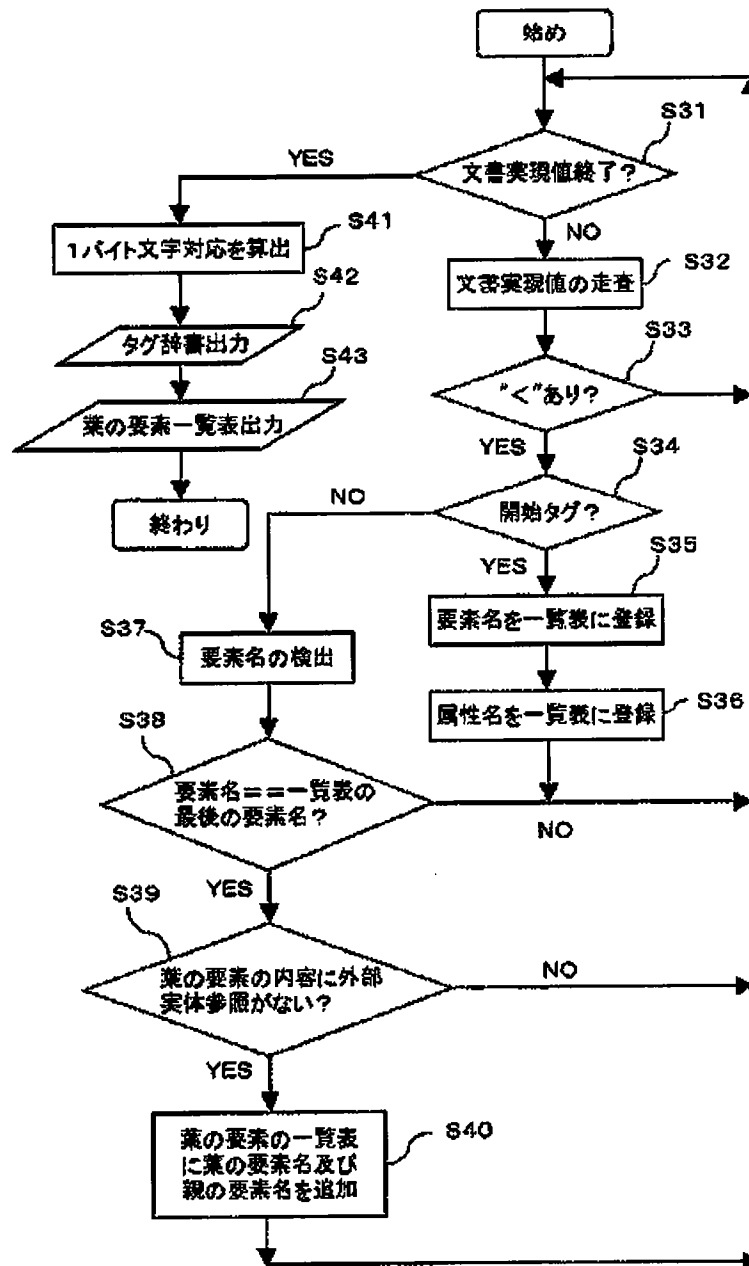 始め
S31
文書実現値終了？
YES
NO
S41
1バイト文字対応を算出
S32
文書実現値の走査
S42
タグ辞書出力
S33
"<"あり？
S43
葉の要素一覧表出力
YES
S34
開始タグ？
NO
終わり
YES
S35
要素名を一覧表に登録
S37
要素名の検出
S36
属性名を一覧表に登録
S38
要素名==一覧表の
最後の要素名？
NO
YES
S39
葉の要素の内容に外部
実体参照がない？
NO
YES
S40
葉の要素の一覧表
に葉の要素名及び
親の要素名を追加